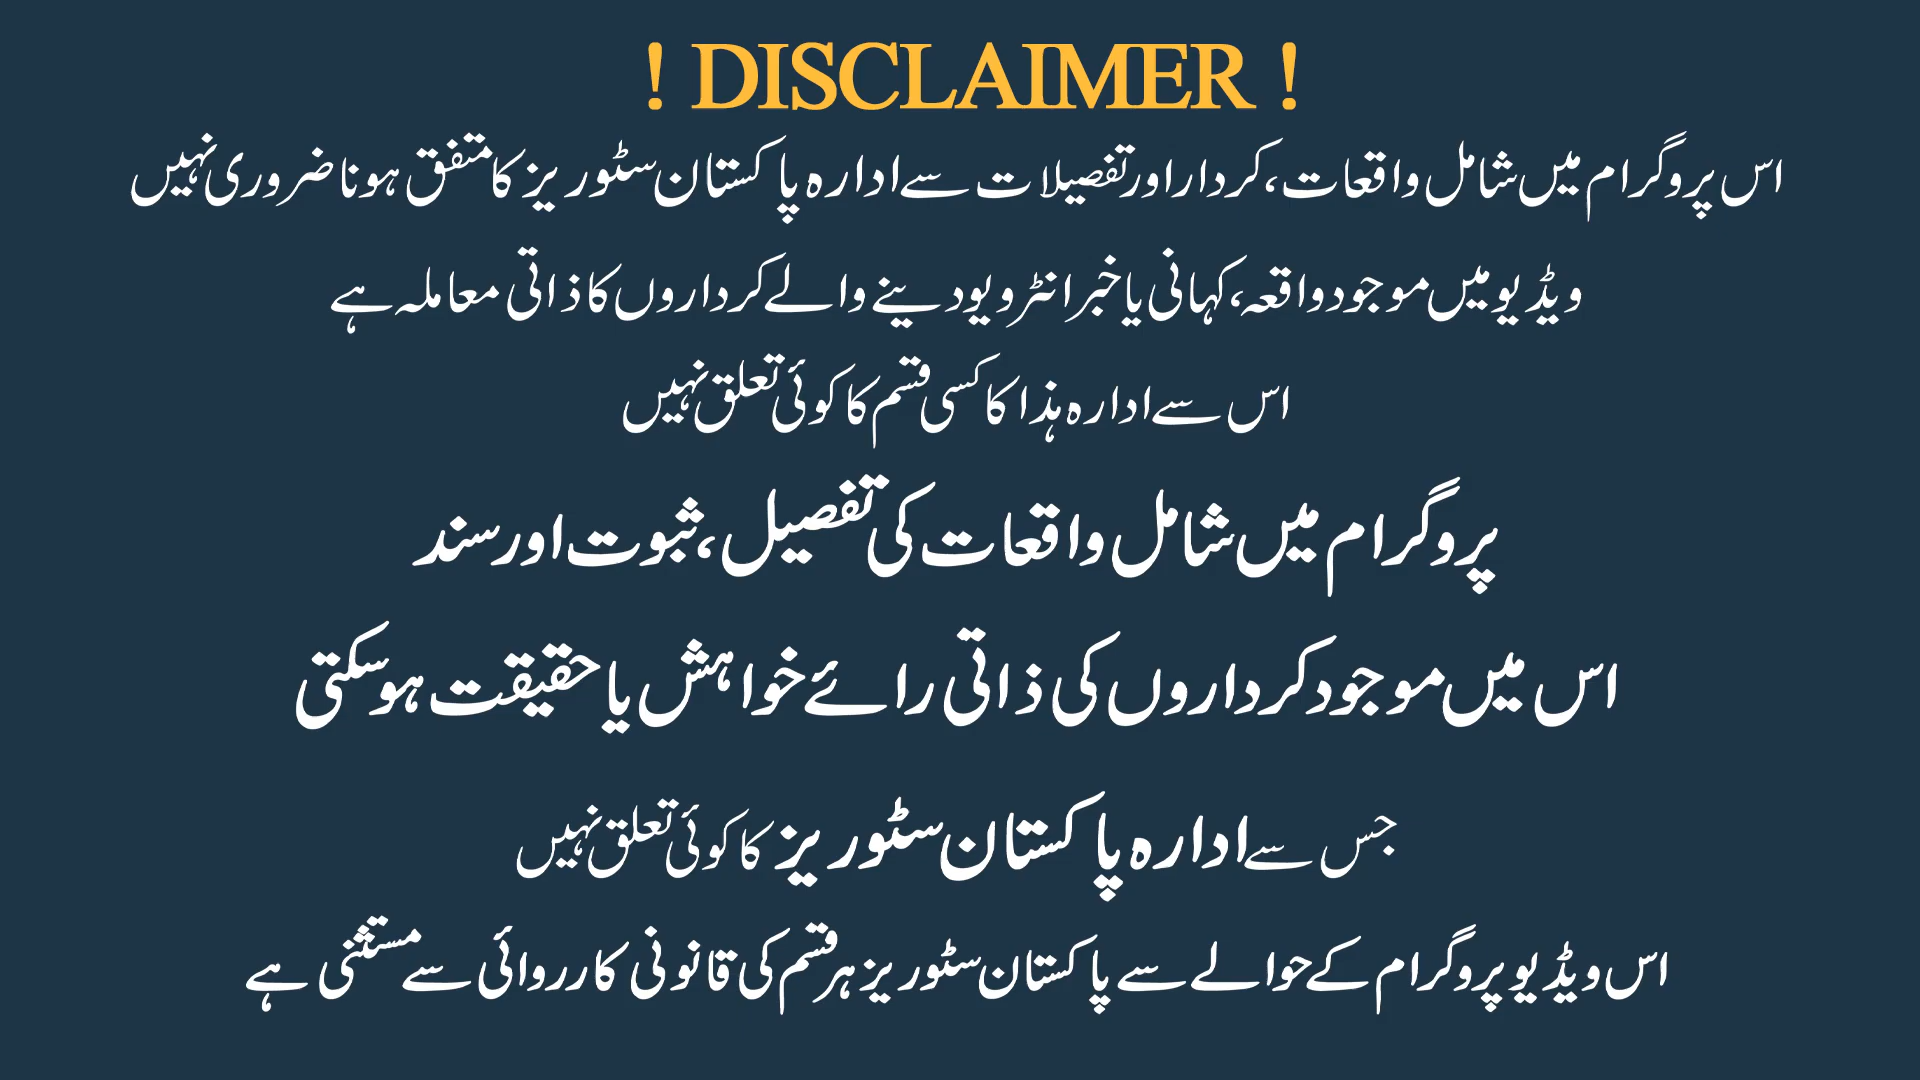 ! DISCLAIMER !
اس پروگرام میں شامل واقعات، کردار اور تفصیلات سے ادارہ پاکستان سٹوریز کا متفق ہونا ضروری نہیں
ویڈیو میں موجود واقعہ، کہانی یا خبر انٹرویو دینے والے کرداروں کا ذاتی معاملہ ہے
اس سے ادارہ ہذا کا کسی قسم کا کوئی تعلق نہیں
پروگرام میں شامل واقعات کی تفصیل، ثبوت اور سند
اس میں موجود کرداروں کی ذاتی رائے خواہش یا حقیقت ہو سکتی
جس سے ادارہ پاکستان سٹوریز کا کوئی تعلق نہیں
اس ویڈیو پروگرام کے حوالے سے پاکستان سٹوریز ہر قسم کی قانونی کارروائی سے مستثنی ہے